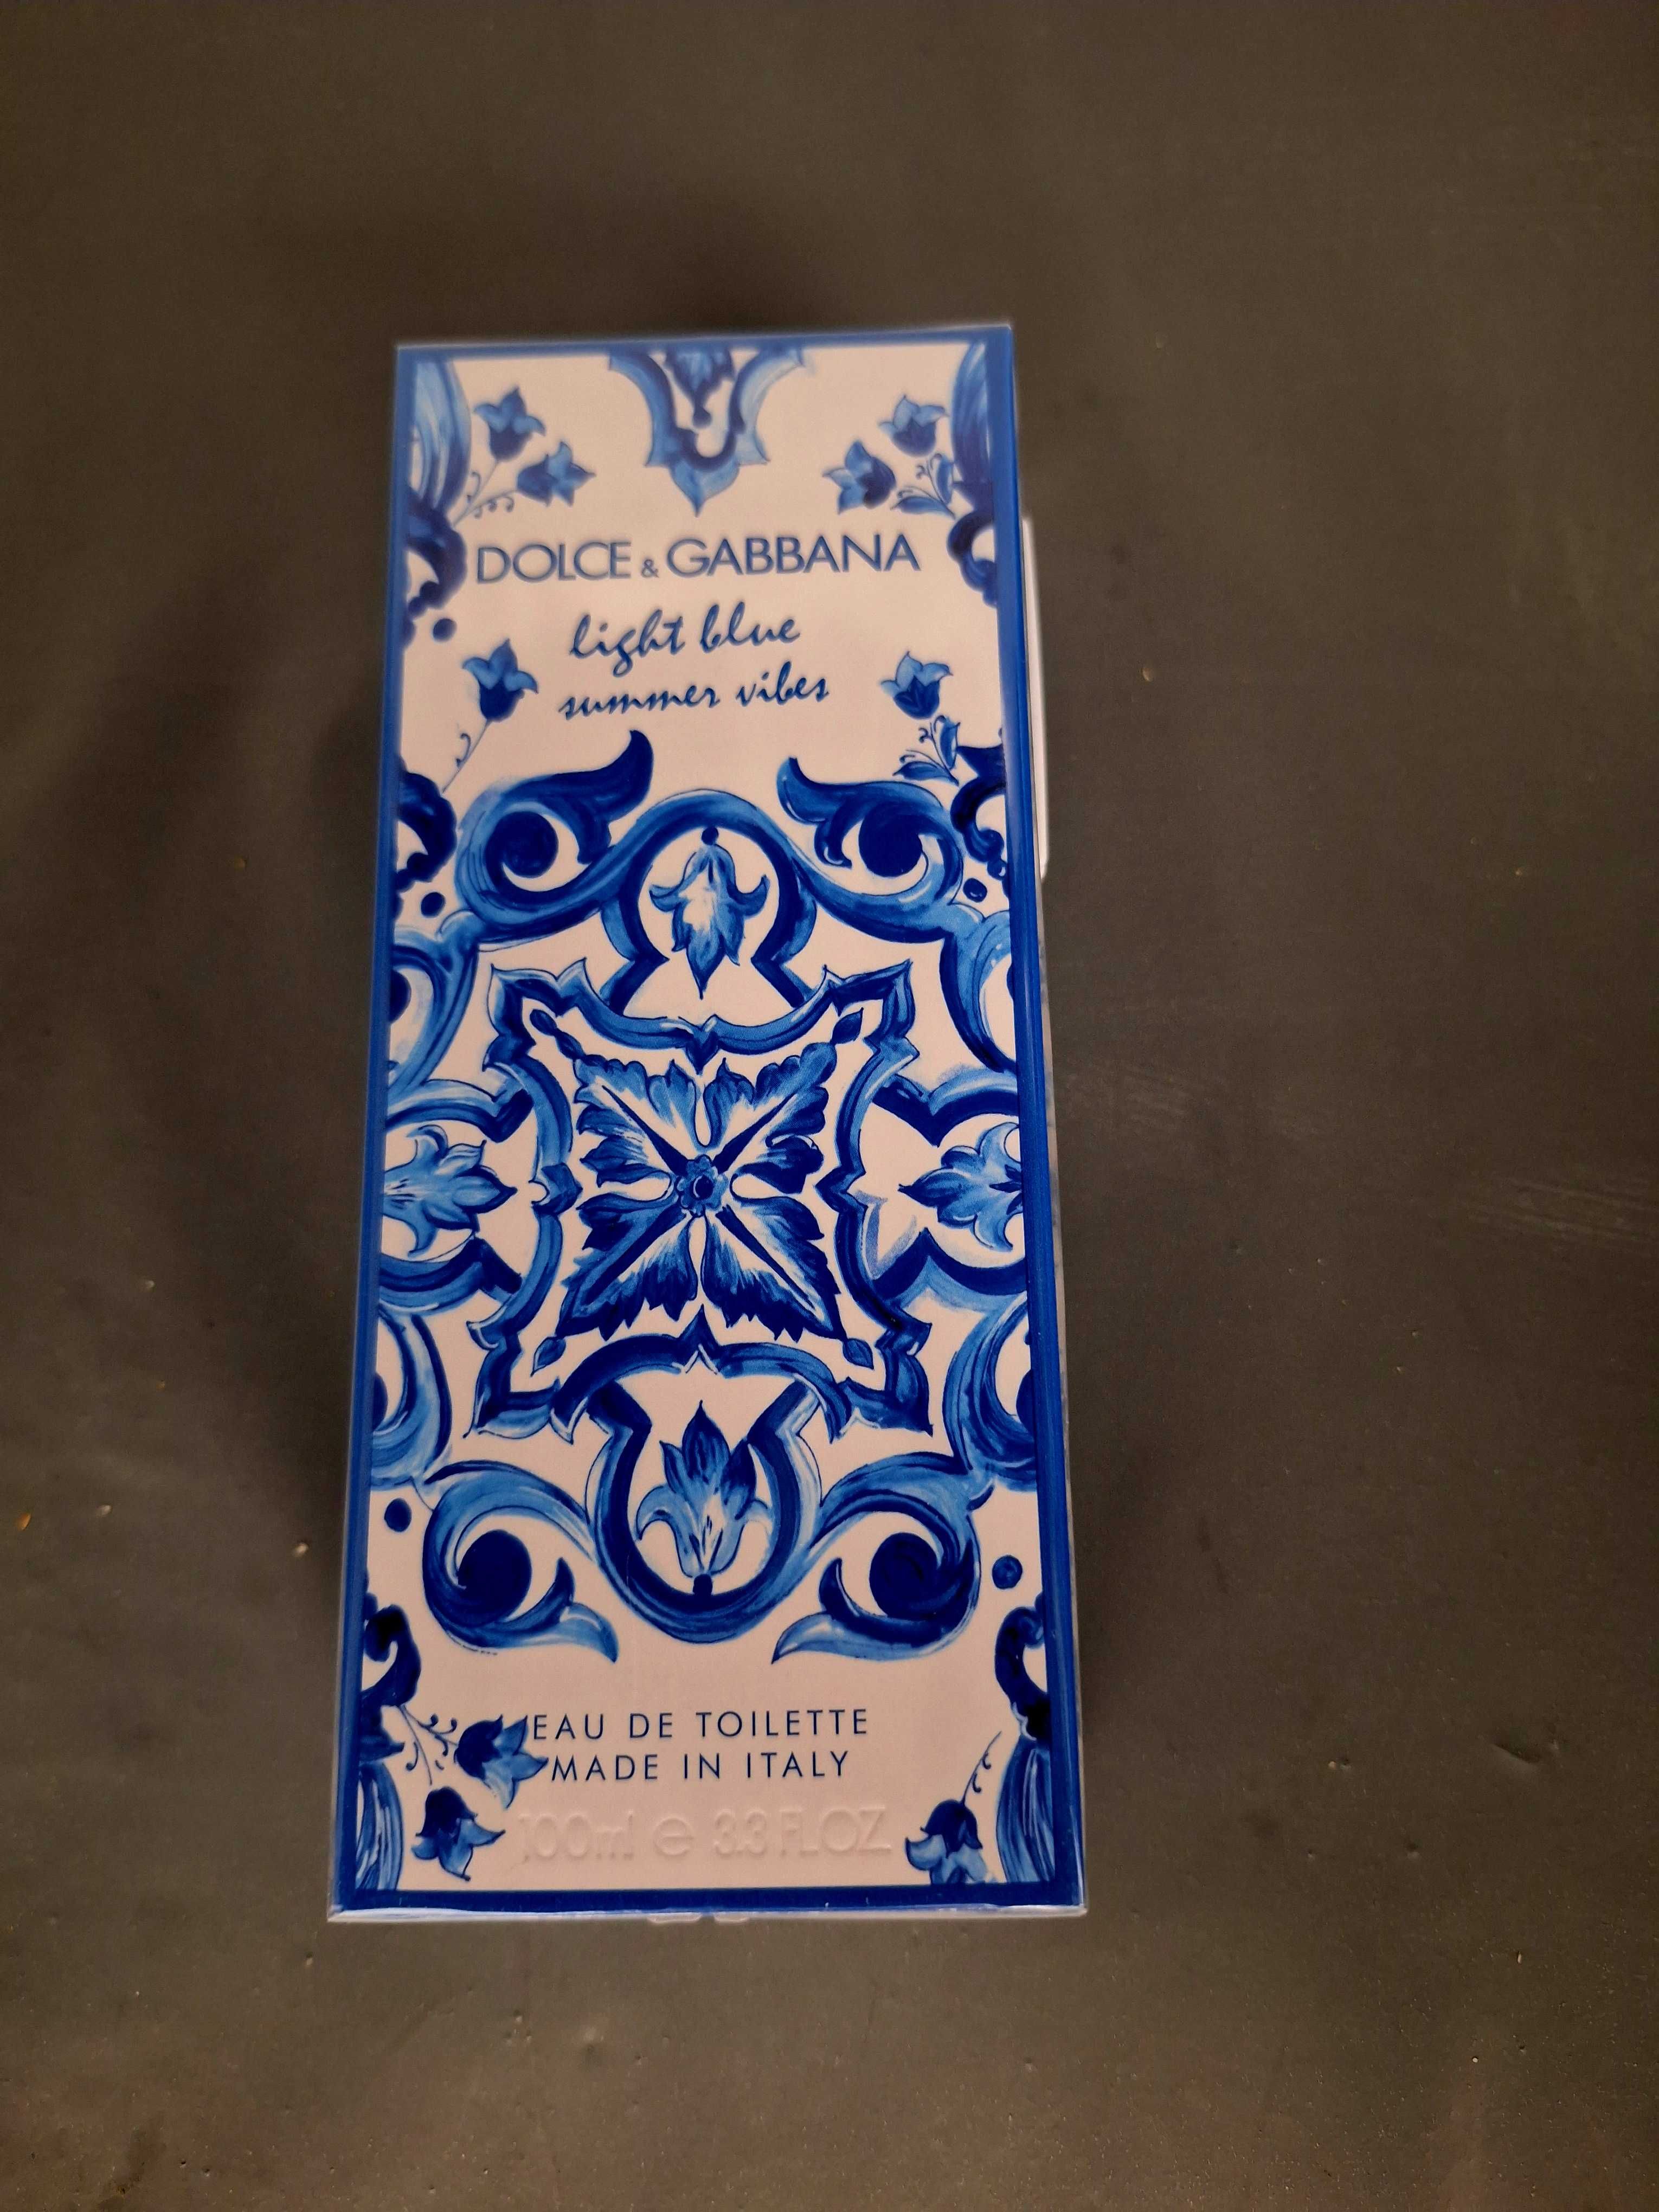 DOLCE & GABBANA
light blue
summer vibes
EAU DE TOILETTE
MADE IN ITALY
100ml e 3.3 FL.OZ.